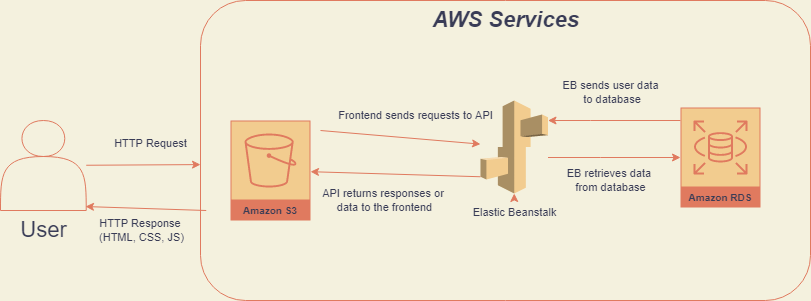 AWS Services
HTTP Request
HTTP Response
(HTML, CSS, JS)
User
Amazon S3
Frontend sends requests to API
API returns responses or
data to the frontend
Elastic Beanstalk
EB sends user data
to database
EB retrieves data
from database
Amazon RDS